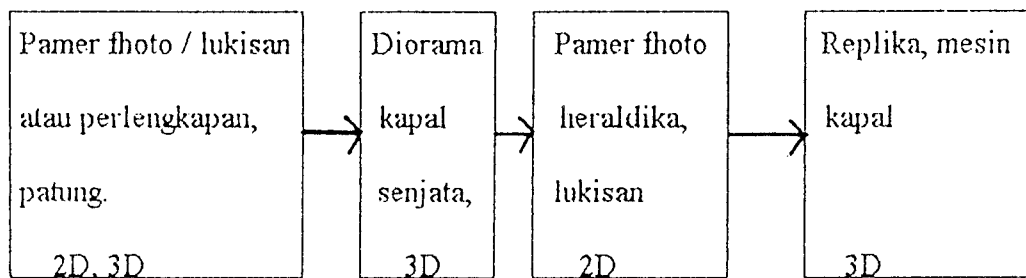 Pamer fhoto / lukisan
atau perlengkapan,
patung.
2D, 3D
Diorama
kapal
senjata,
3D
Pamer fhoto
heraldika,
lukisan
2D
Replika, mesin
kapal
3D